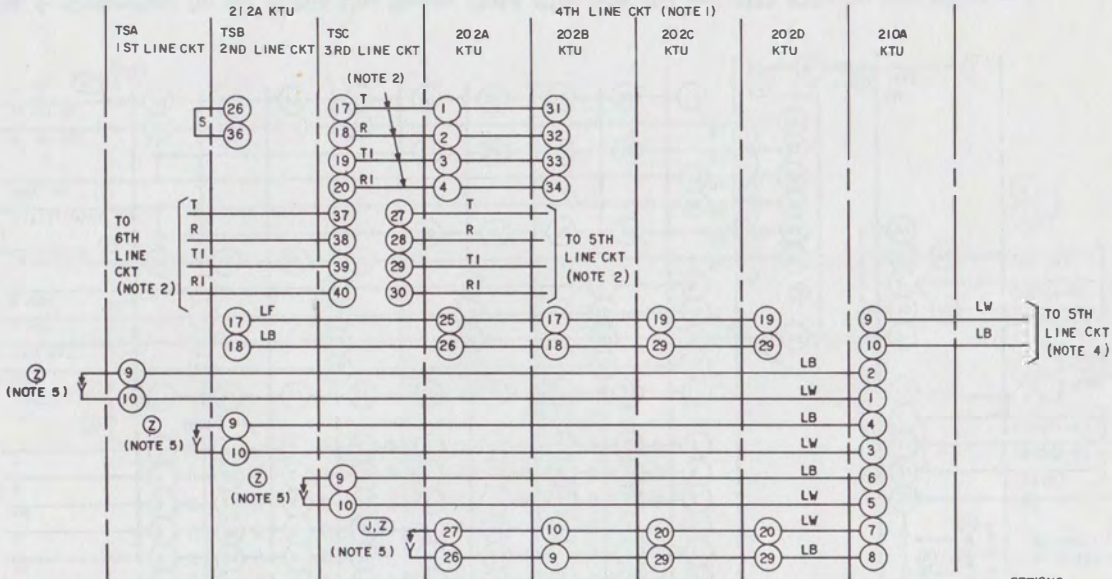 212A KTU 4TH LINE CKT (NOTE 1)
TSA TSB TSC 202A 202B 202C 202D 210A
1ST LINE CKT 2ND LINE CKT 3RD LINE CKT KTU KTU KTU KTU KTU
(NOTE 2)
26 17 T 1 31
S
36 18 R 2 32
19 T1 3 33
20 R1 4 34
T 37 27 T
TO
6TH
LINE
CKT
(NOTE 2)
R 38 28 R
T1 39 29 T1
R1 40 30 R1
TO 5TH
LINE CKT
(NOTE 2)
17 LF 25 17 19 19 9 LW
18 LB 26 18 29 29 10 LB
TO 5TH
LINE CKT
(NOTE 4)
Z
(NOTE 5)
9 LB 2
10 LW 1
Z
(NOTE 5)
9 LB 4
10 LW 3
Z
(NOTE 5)
9 LB 6
10 LW 5
J, Z
(NOTE 5)
27 10 20 20 LW 7
26 9 29 29 LB 8